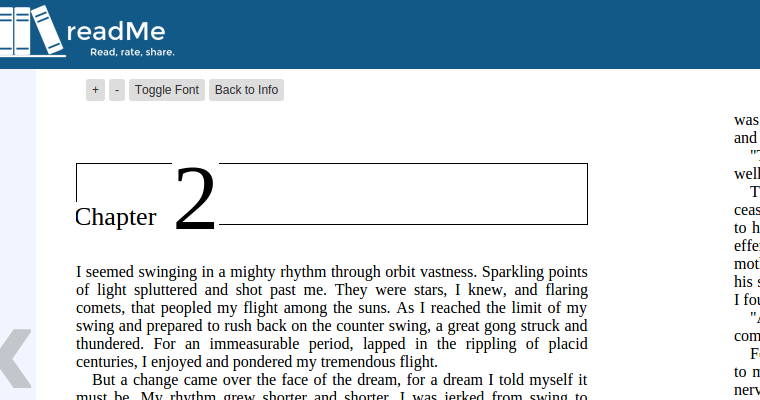 readMe
Read, rate, share.
+ - Toggle Font Back to Info
Chapter 2
I seemed swinging in a mighty rhythm through orbit vastness. Sparkling points
of light spluttered and shot past me. They were stars, I knew, and flaring
comets, that peopled my flight among the suns. As I reached the limit of my
swing and prepared to rush back on the counter swing, a great gong struck and
thundered. For an immeasurable period, lapped in the rippling of placid
centuries, I enjoyed and pondered my tremendous flight.
But a change came over the face of the dream, for a dream I told myself it
must be. My rhythm grew shorter and shorter. I was jerked from swing to
was
and
well
to h
his s
I fou
to m